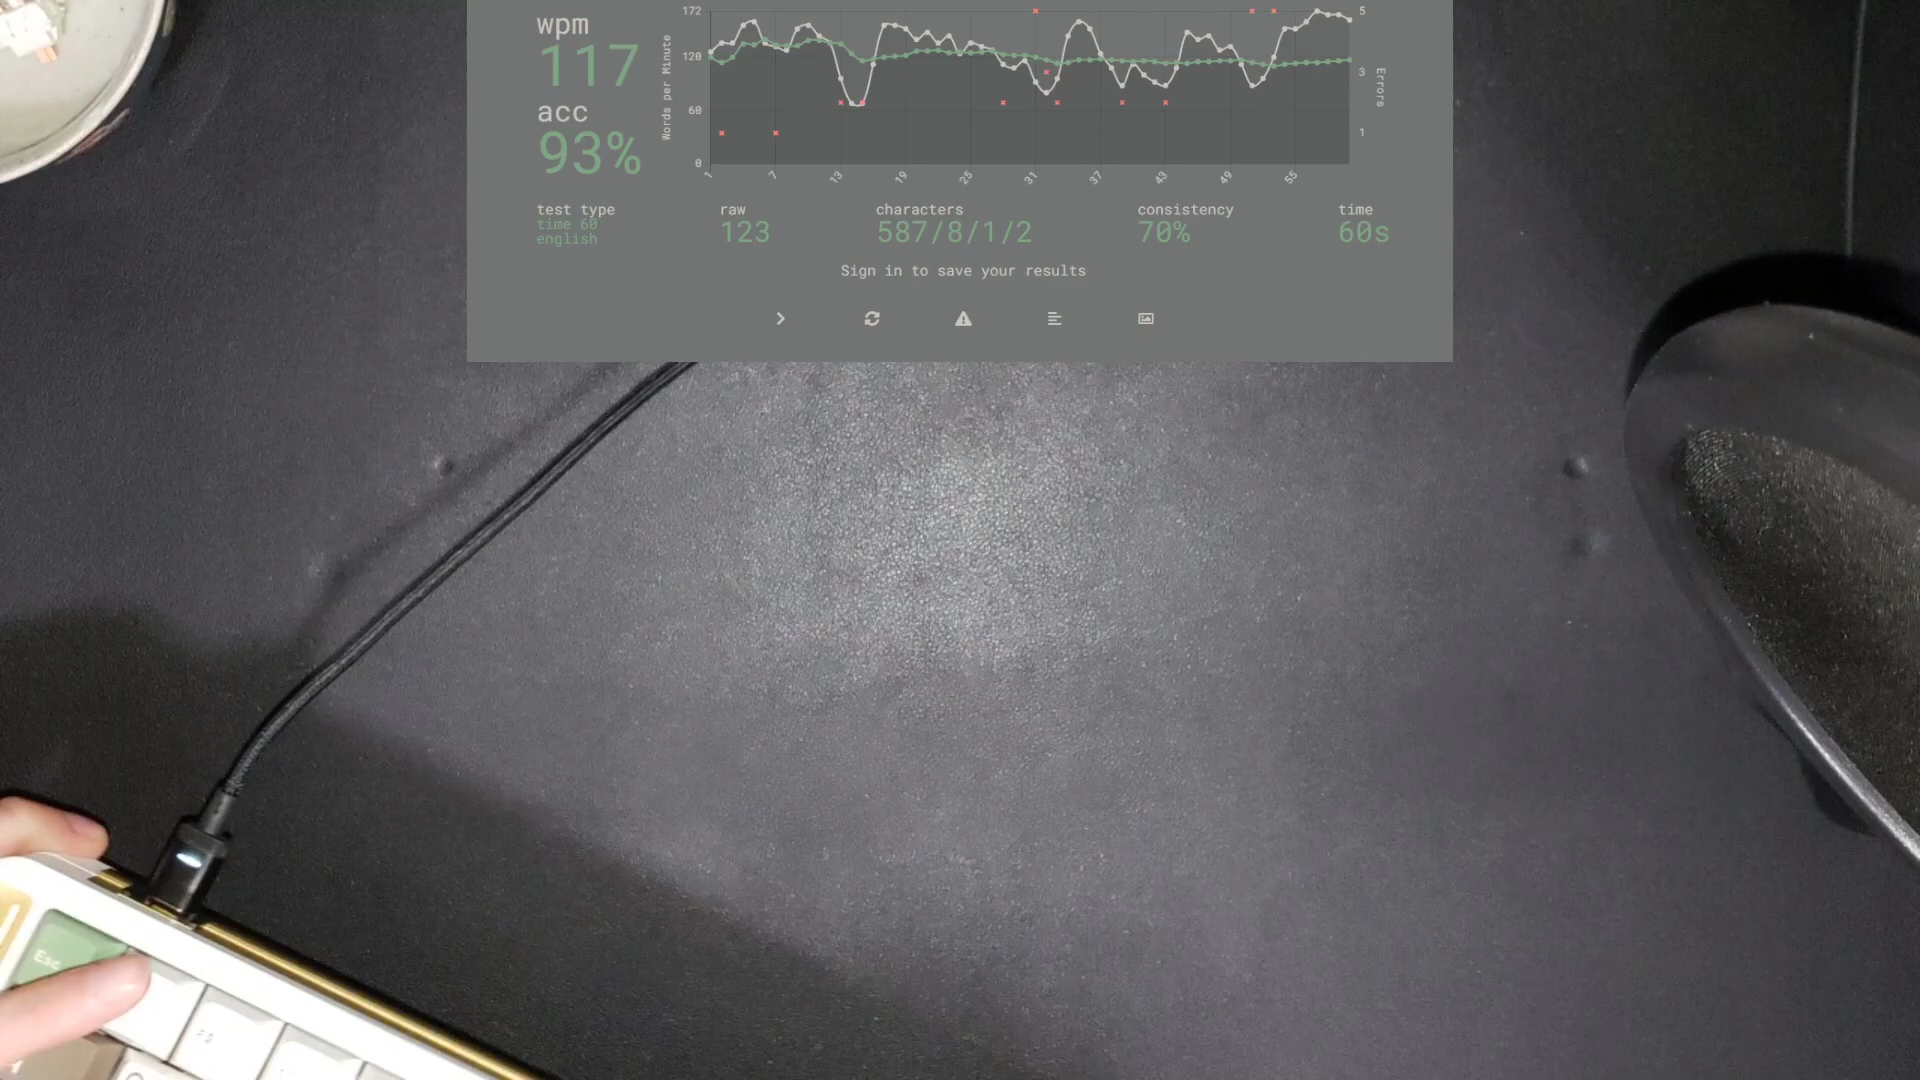 wpm
117
acc
93%
172
120
60
0
Words per Minute
5
3
1
Errors
1 7 13 19 25 31 37 43 49 55
test type
time 60
english
raw
123
characters
587/8/1/2
consistency
70%
time
60s
Sign in to save your results
Esc
F2